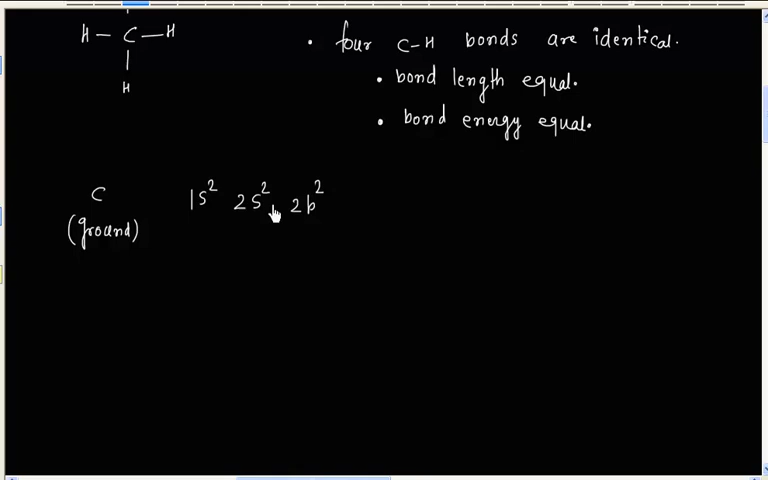 H – C – H
H
• four C–H bonds are identical.
• bond length equal.
• bond energy equal.
C 1s² 2s² 2p²
(ground)